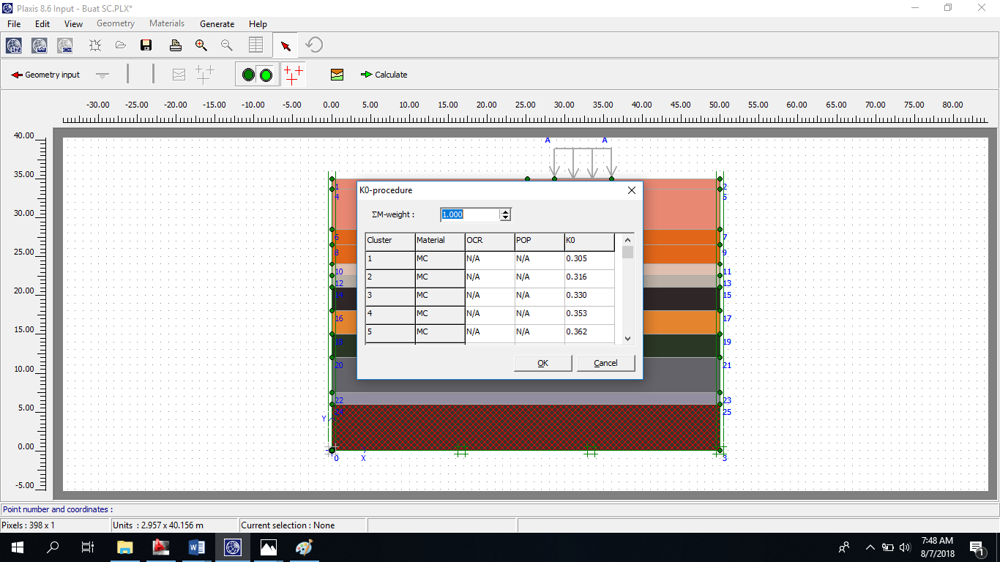 Plaxis 8.6 Input - Buat SC.PLX*
File Edit View Geometry Materials Generate Help
Geometry input Calculate
-30.00 -25.00 -20.00 -15.00 -10.00 -5.00 0.00 5.00 10.00 15.00 20.00 25.00 30.00 35.00 40.00 45.00 50.00 55.00 60.00 65.00 70.00 75.00 80.00
40.00
A A
35.00
1 2
4 5
30.00
6 7
25.00
8 9
10 11
20.00
12 13
15
15.00
16 17
18 19
10.00
20 21
5.00
22 23
24 25
Y
0.00
0 X 3
-5.00
K0-procedure
ΣM-weight : 1.000
Cluster Material OCR POP K0
1 MC N/A N/A 0.305
2 MC N/A N/A 0.316
3 MC N/A N/A 0.330
4 MC N/A N/A 0.353
5 MC N/A N/A 0.362
OK Cancel
Point number and coordinates :
Pixels : 398 x 1 Units : 2.957 x 40.156 m Current selection : None
7:48 AM
8/7/2018
1